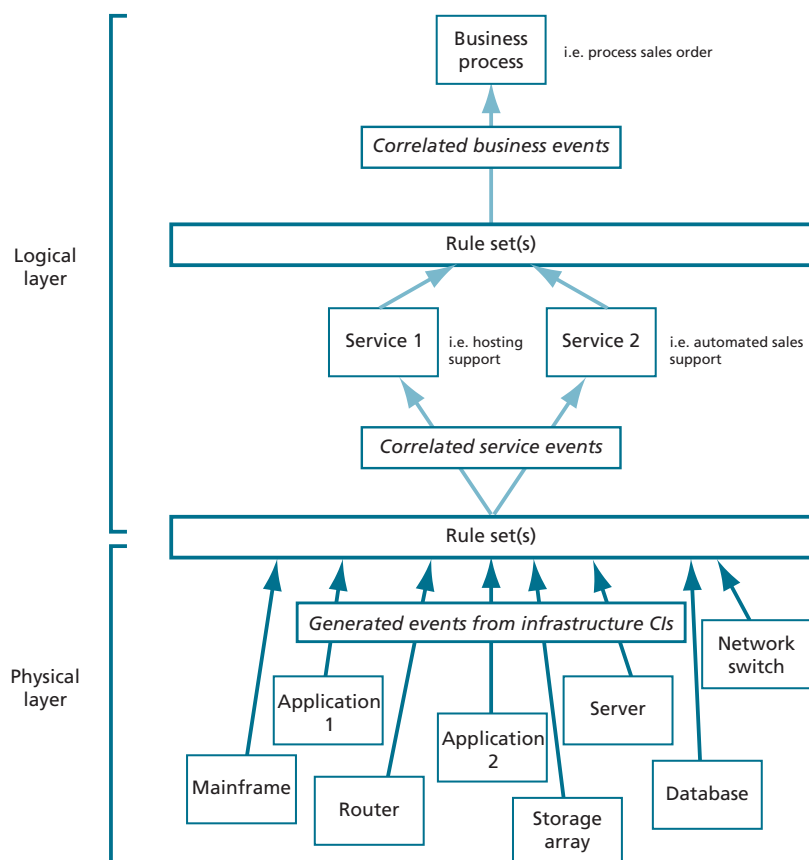 Business
process
i.e. process sales order
Correlated business events
Rule set(s)
Logical
layer
Service 1
i.e. hosting
support
Service 2
i.e. automated sales
support
Correlated service events
Rule set(s)
Generated events from infrastructure CIs
Physical
layer
Network
switch
Application
1
Server
Application
2
Mainframe
Router
Database
Storage
array